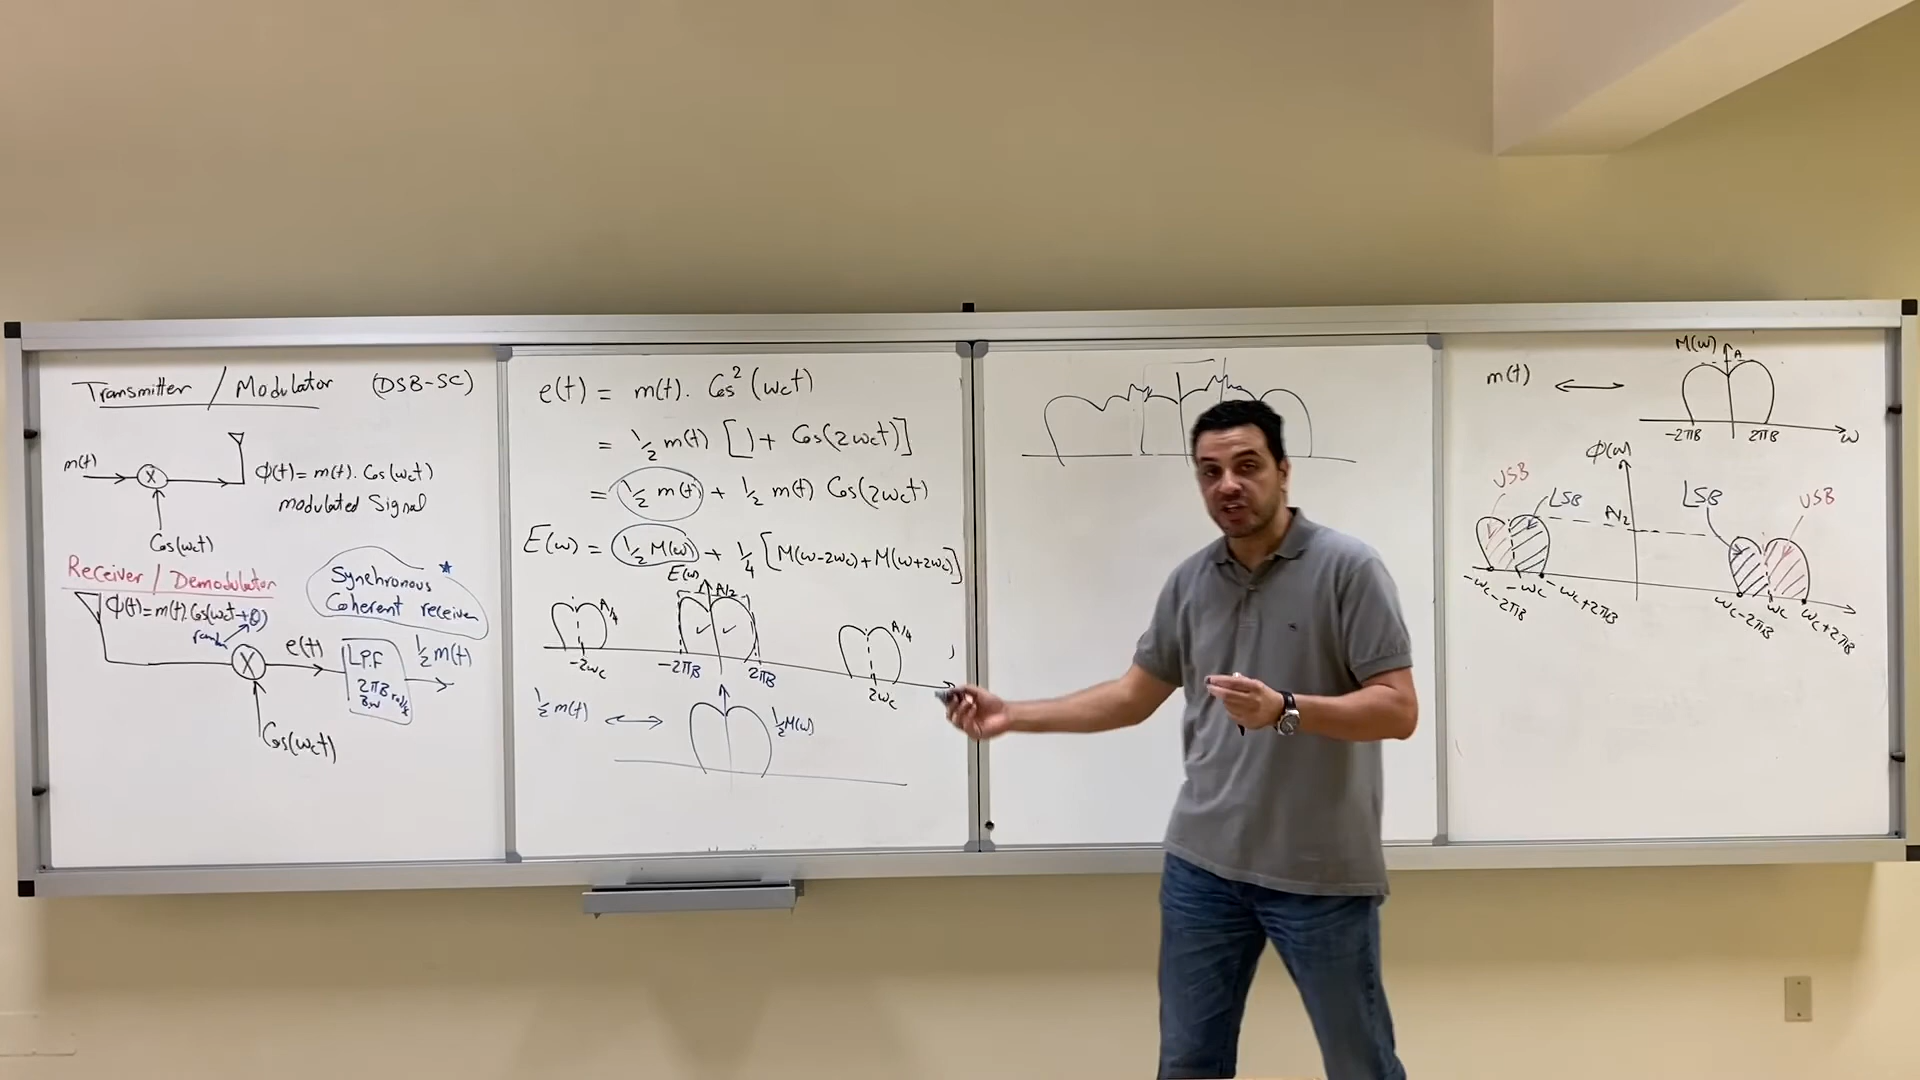 Transmitter / Modulator (DSB-SC)
m(t)
X
ϕ(t) = m(t). Cos(ωct)
modulated Signal
Cos(ωct)
Receiver / Demodulator
Synchronous
Coherent receiver
ϕ(t)=m(t).Cos(ωct+θ)
X
e(t)
L.P.F
2πB rad/s
B.W
1/2 m(t)
Cos(ωct)
e(t) = m(t). Cos²(ωct)
= 1/2 m(t) [1 + Cos(2ωct)]
= 1/2 m(t) + 1/2 m(t) Cos(2ωct)
E(ω) = 1/2 M(ω) + 1/4 [M(ω-2ωc)+M(ω+2ωc)]
E(ω)
A/2
A/4
A/4
-2ωc
-2πB
2πB
2ωc
1/2 m(t)
1/2 M(ω)
m(t)
M(ω)
A
-2πB
2πB
ω
ϕ(ω)
USB
LSB
A/2
LSB
USB
-ωc-2πB
-ωc
-ωc+2πB
ωc-2πB
ωc
ωc+2πB